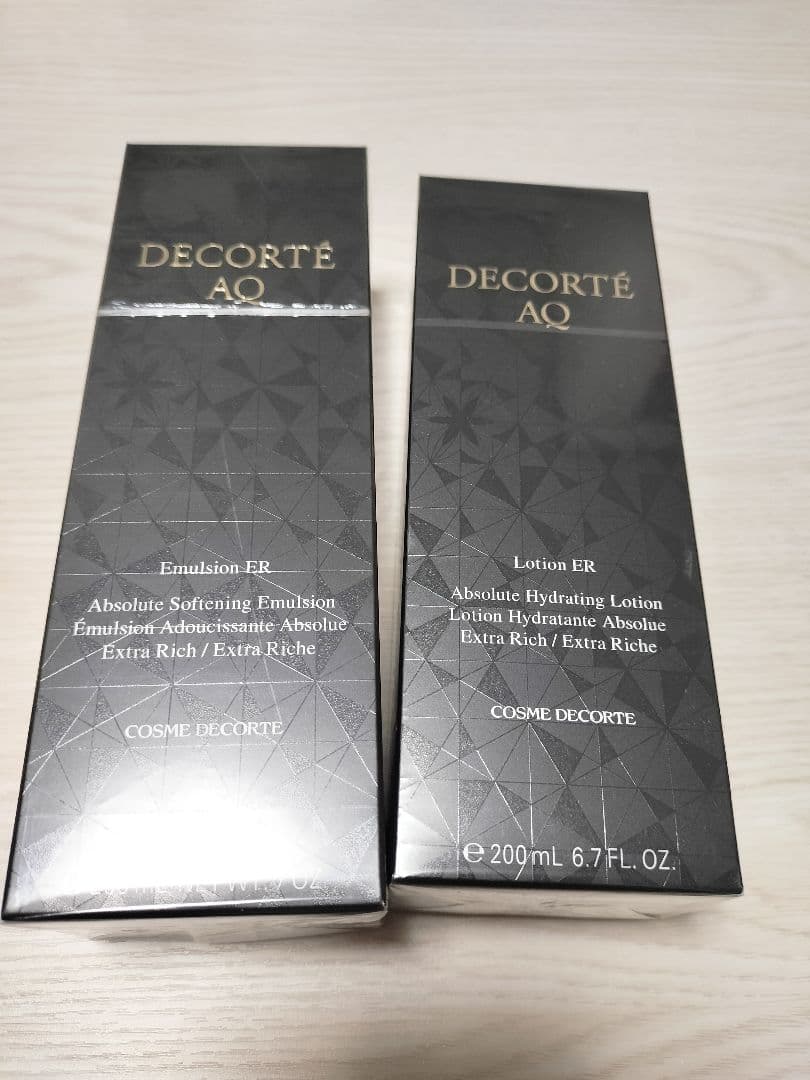 DECORTÉ
AQ
Emulsion ER
Absolute Softening Emulsion
Émulsion Adoucissante Absolue
Extra Rich / Extra Riche
COSME DECORTE
DECORTÉ
AQ
Lotion ER
Absolute Hydrating Lotion
Lotion Hydratante Absolue
Extra Rich / Extra Riche
COSME DECORTE
℮ 200 mL 6.7 FL. OZ.